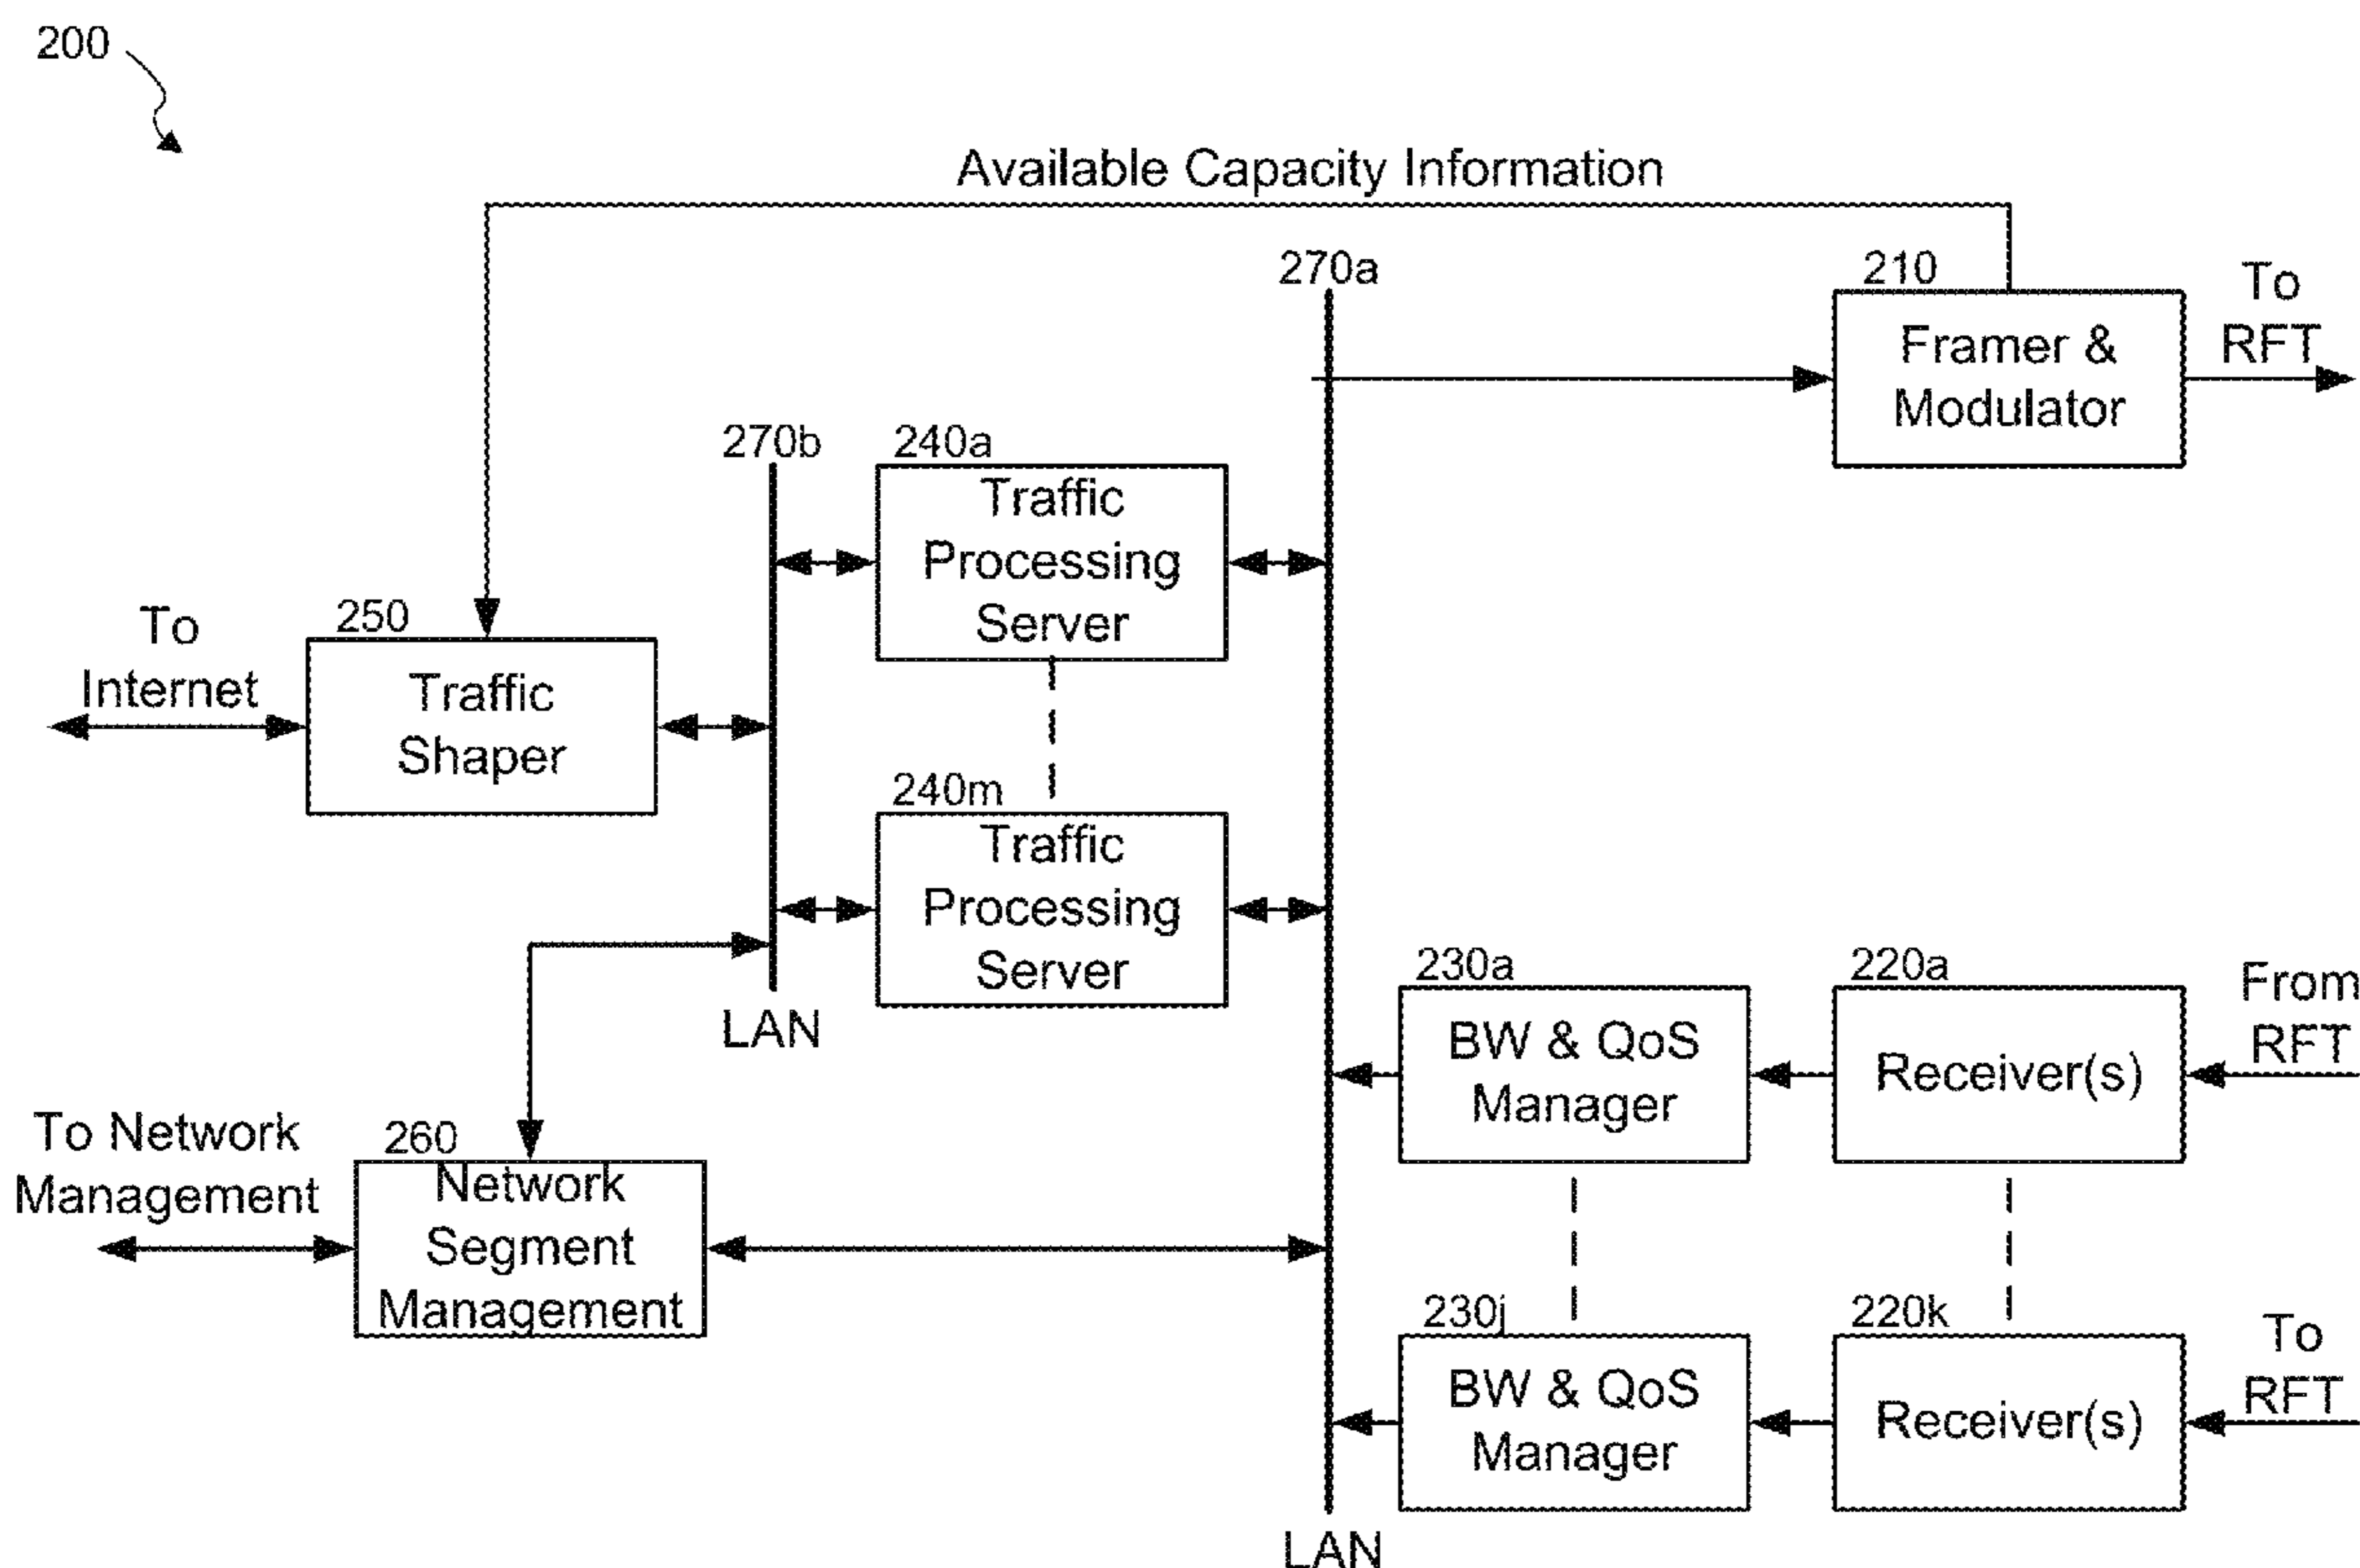 200
Available Capacity Information
270a
210
To
RFT
Framer &
Modulator
270b
240a
Traffic
Processing
Server
To
Internet
250
Traffic
Shaper
240m
Traffic
Processing
Server
LAN
230a
BW & QoS
Manager
220a
Receiver(s)
From
RFT
To Network
Management
260
Network
Segment
Management
230j
BW & QoS
Manager
220k
Receiver(s)
To
RFT
LAN